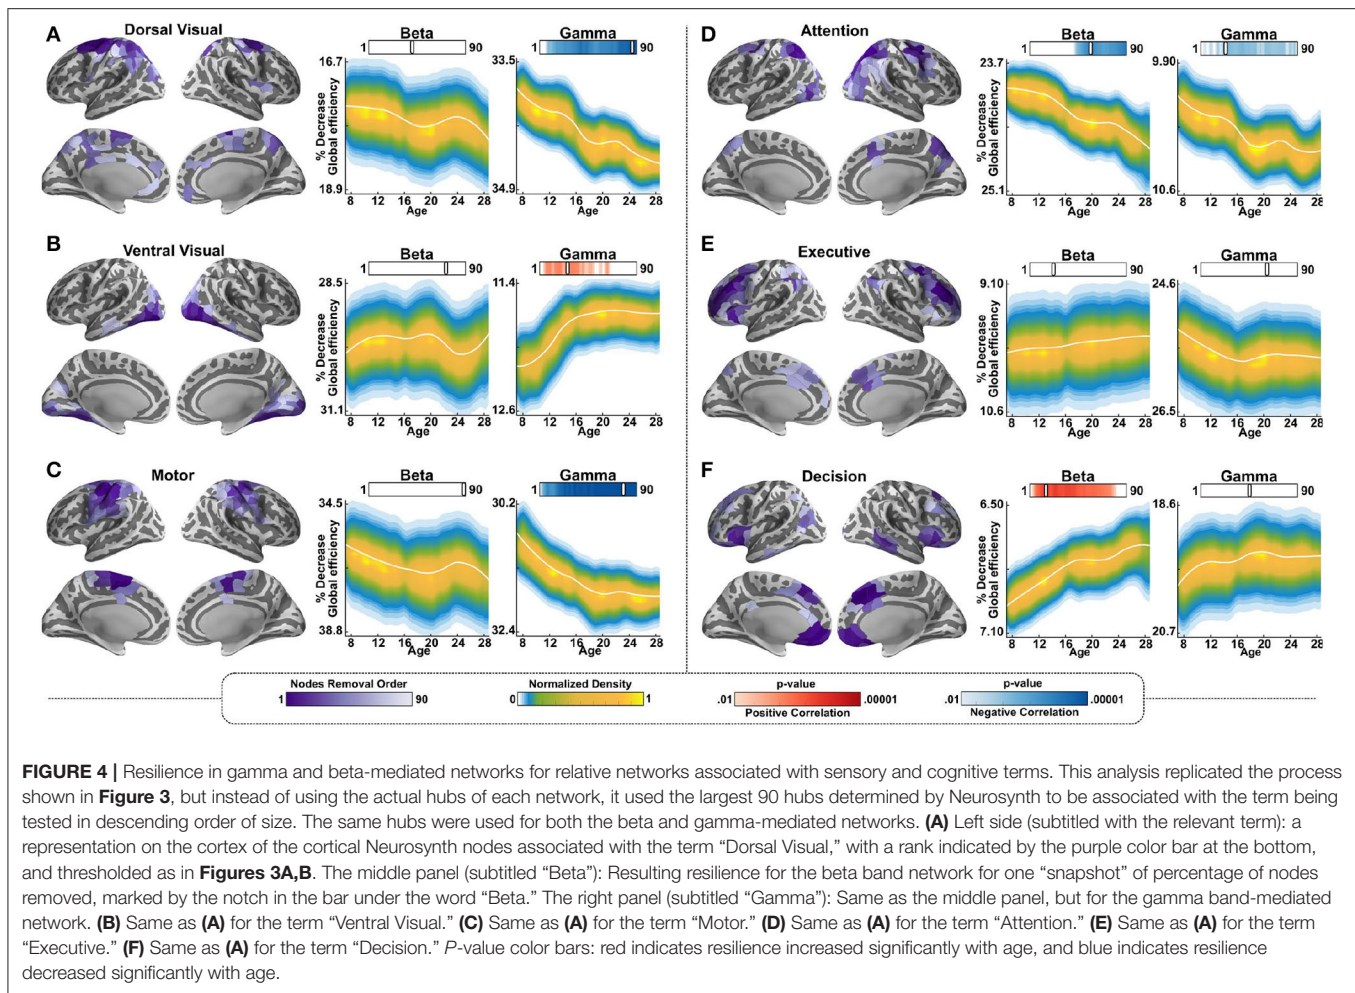 A
Dorsal Visual
Beta
1 90
Gamma
1 90
% Decrease
Global efficiency
16.7
18.9
33.5
34.9
8 12 16 20 24 28
Age
8 12 16 20 24 28
Age
B
Ventral Visual
Beta
1 90
Gamma
1 90
% Decrease
Global efficiency
28.5
31.1
11.4
12.6
8 12 16 20 24 28
Age
8 12 16 20 24 28
Age
C
Motor
Beta
1 90
Gamma
1 90
% Decrease
Global efficiency
34.5
38.8
30.2
32.4
8 12 16 20 24 28
Age
8 12 16 20 24 28
Age
D
Attention
Beta
1 90
Gamma
1 90
% Decrease
Global efficiency
23.7
25.1
9.90
10.6
8 12 16 20 24 28
Age
8 12 16 20 24 28
Age
E
Executive
Beta
1 90
Gamma
1 90
% Decrease
Global efficiency
9.10
10.6
24.6
26.5
8 12 16 20 24 28
Age
8 12 16 20 24 28
Age
F
Decision
Beta
1 90
Gamma
1 90
% Decrease
Global efficiency
6.50
7.10
18.6
20.7
8 12 16 20 24 28
Age
8 12 16 20 24 28
Age
Nodes Removal Order
1 90
Normalized Density
0 1
p-value
.01 .00001
Positive Correlation
p-value
.01 .00001
Negative Correlation
FIGURE 4 | Resilience in gamma and beta-mediated networks for relative networks associated with sensory and cognitive terms. This analysis replicated the process
shown in Figure 3, but instead of using the actual hubs of each network, it used the largest 90 hubs determined by Neurosynth to be associated with the term being
tested in descending order of size. The same hubs were used for both the beta and gamma-mediated networks. (A) Left side (subtitled with the relevant term): a
representation on the cortex of the cortical Neurosynth nodes associated with the term “Dorsal Visual,” with a rank indicated by the purple color bar at the bottom,
and thresholded as in Figures 3A,B. The middle panel (subtitled “Beta”): Resulting resilience for the beta band network for one “snapshot” of percentage of nodes
removed, marked by the notch in the bar under the word “Beta.” The right panel (subtitled “Gamma”): Same as the middle panel, but for the gamma band-mediated
network. (B) Same as (A) for the term “Ventral Visual.” (C) Same as (A) for the term “Motor.” (D) Same as (A) for the term “Attention.” (E) Same as (A) for the term
“Executive.” (F) Same as (A) for the term “Decision.” P-value color bars: red indicates resilience increased significantly with age, and blue indicates resilience
decreased significantly with age.